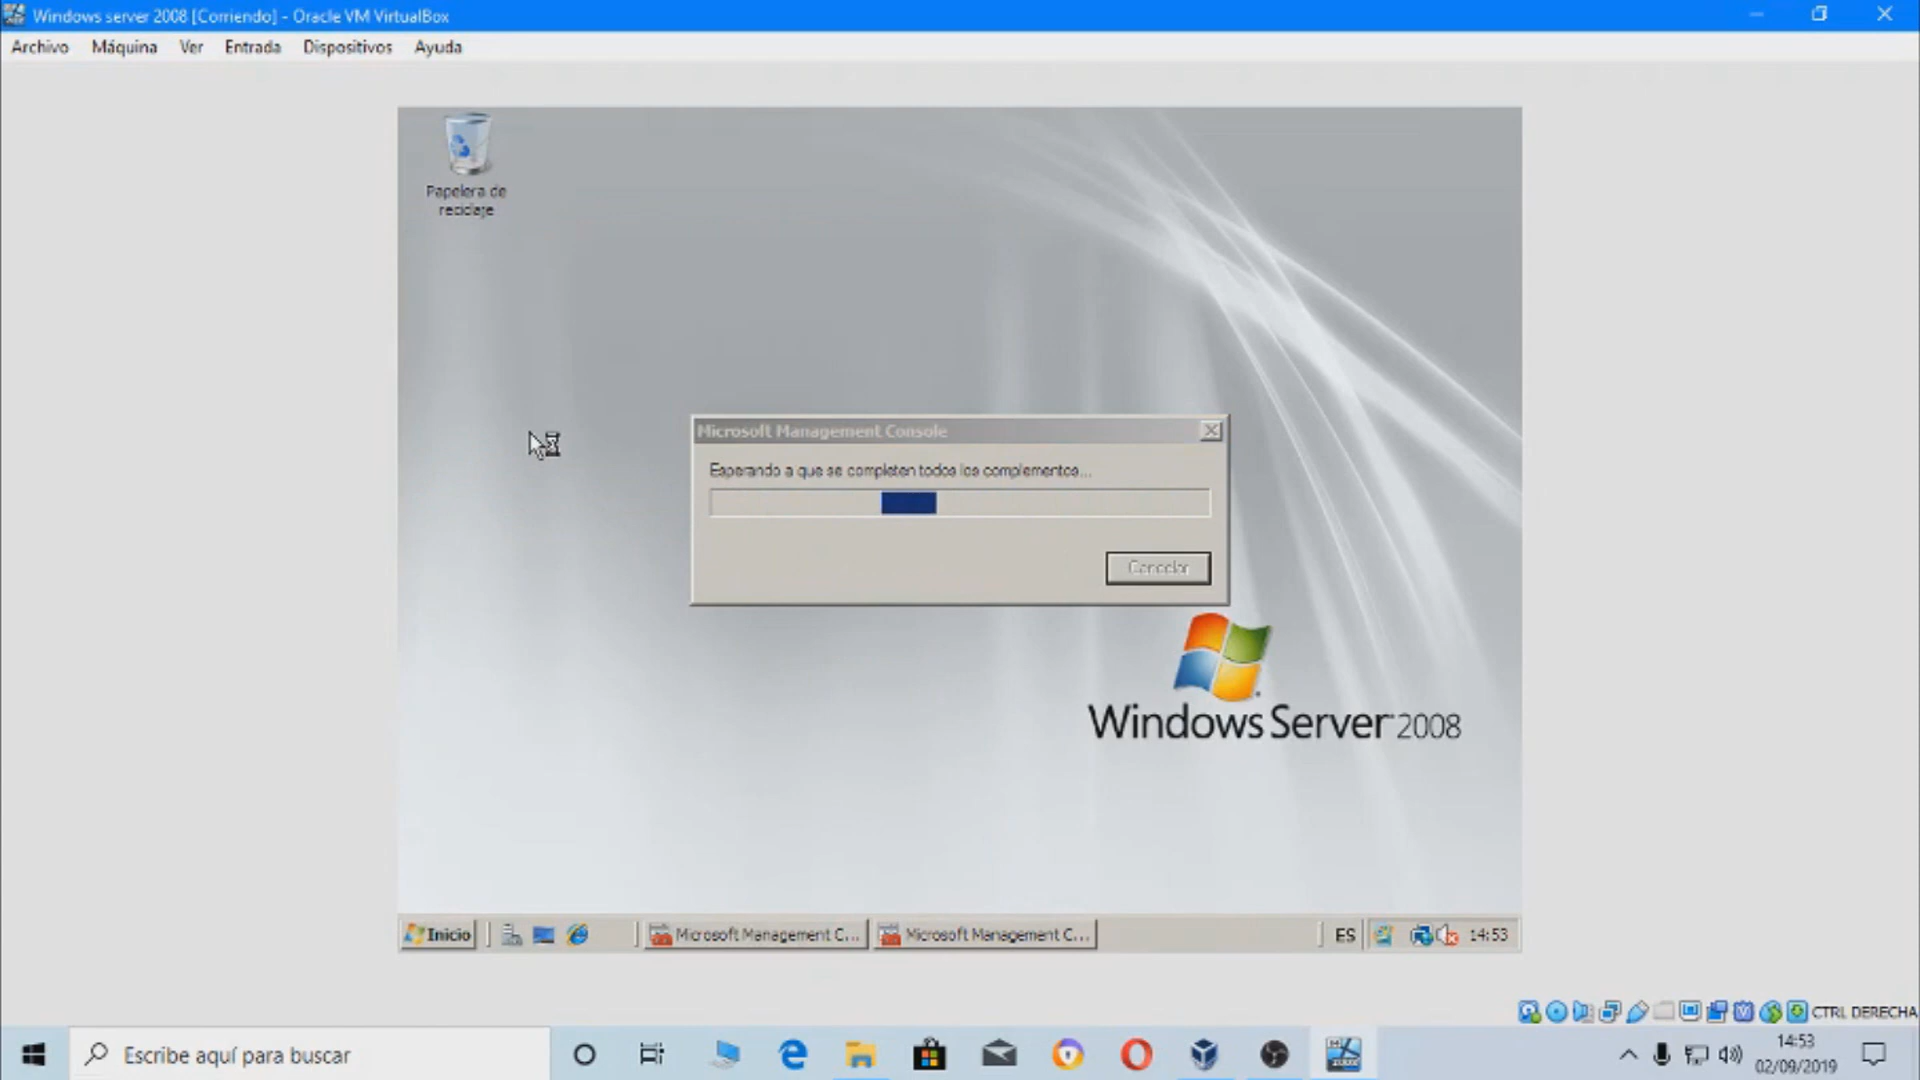 Windows server 2008 [Corriendo] - Oracle VM VirtualBox
Archivo Máquina Ver Entrada Dispositivos Ayuda
Papelera de
reciclaje
Microsoft Management Console
Esperando a que se completen todos los complementos...
Cancelar
Windows Server 2008
Inicio Microsoft Management C... Microsoft Management C... ES 14:53
CTRL DERECHA
Escribe aquí para buscar
14:53
02/09/2019